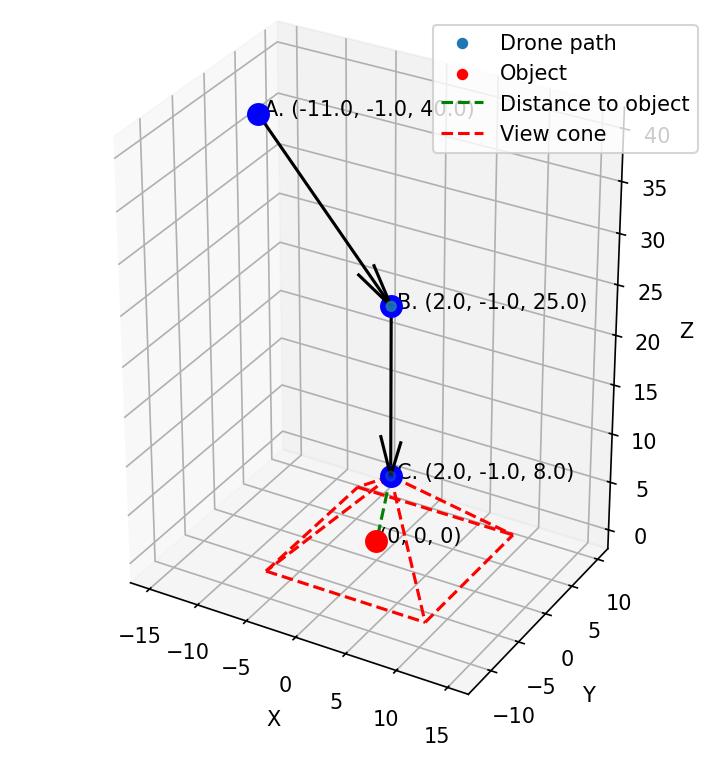 Drone path
Object
Distance to object
View cone
A. (-11.0, -1.0, 40.0)
B. (2.0, -1.0, 25.0)
C. (2.0, -1.0, 8.0)
(0, 0, 0)
40
35
30
25
20
15
10
5
0
Z
−15
−10
−5
0
5
10
15
X
10
5
0
−5
−10
Y